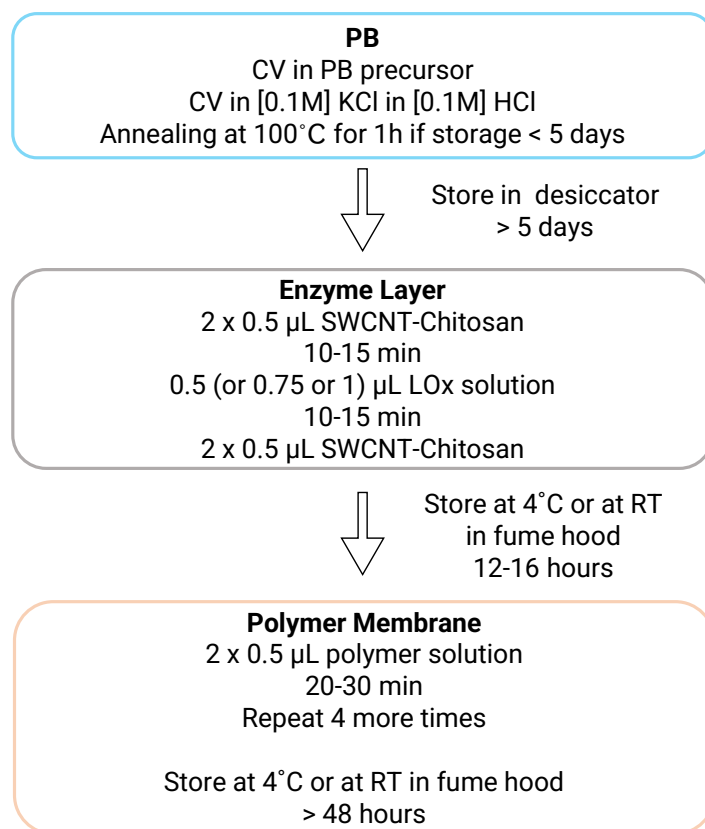 PB
CV in PB precursor
CV in [0.1M] KCl in [0.1M] HCl
Annealing at 100°C for 1h if storage < 5 days
Store in desiccator
> 5 days
Enzyme Layer
2 x 0.5 µL SWCNT-Chitosan
10-15 min
0.5 (or 0.75 or 1) µL LOx solution
10-15 min
2 x 0.5 µL SWCNT-Chitosan
Store at 4°C or at RT
in fume hood
12-16 hours
Polymer Membrane
2 x 0.5 µL polymer solution
20-30 min
Repeat 4 more times
Store at 4°C or at RT in fume hood
> 48 hours